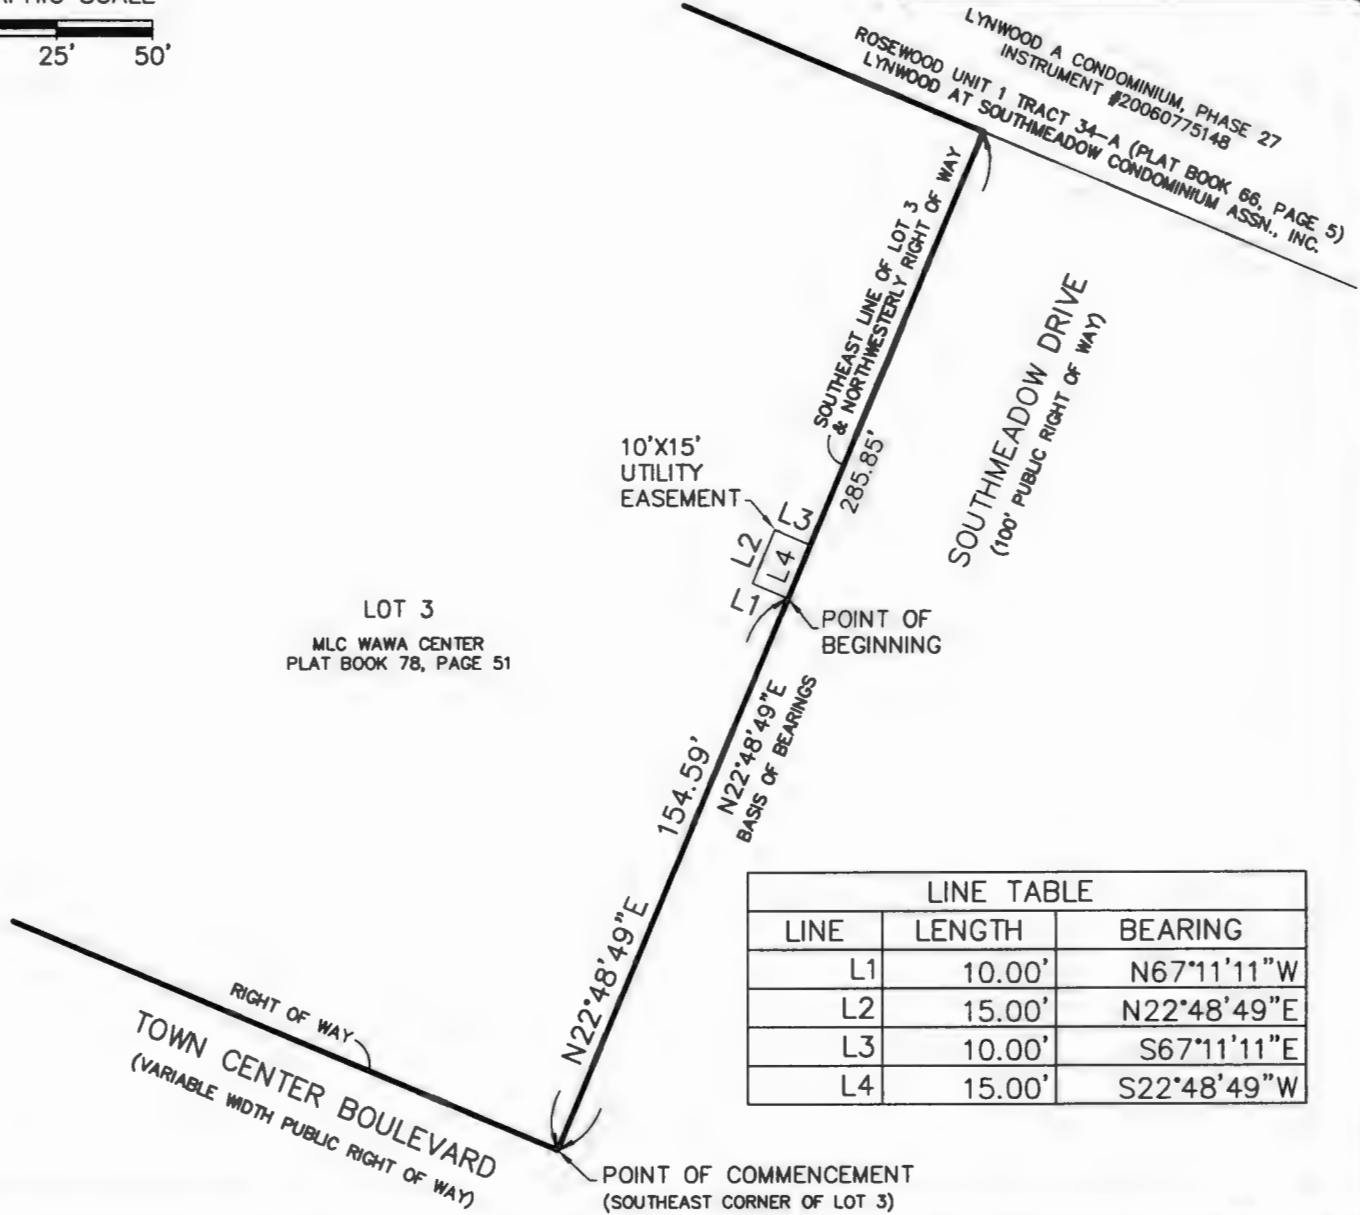 25' 50'
LYNWOOD A CONDOMINIUM, PHASE 27
INSTRUMENT #20060775148
ROSEWOOD UNIT 1 TRACT 34-A (PLAT BOOK 66, PAGE 5)
LYNWOOD AT SOUTHMEADOW CONDOMINIUM ASSN., INC.
SOUTHEAST LINE OF LOT 3
& NORTHWESTERLY RIGHT OF WAY
285.85'
SOUTHMEADOW DRIVE
(100' PUBLIC RIGHT OF WAY)
10'X15'
UTILITY
EASEMENT
L3
L2
L4
L1
POINT OF
BEGINNING
LOT 3
MLC WAWA CENTER
PLAT BOOK 78, PAGE 51
N22°48'49"E
BASIS OF BEARINGS
154.59'
N22°48'49"E
LINE TABLE
LINE LENGTH BEARING
L1 10.00' N67°11'11"W
L2 15.00' N22°48'49"E
L3 10.00' S67°11'11"E
L4 15.00' S22°48'49"W
RIGHT OF WAY
TOWN CENTER BOULEVARD
(VARIABLE WIDTH PUBLIC RIGHT OF WAY)
POINT OF COMMENCEMENT
(SOUTHEAST CORNER OF LOT 3)